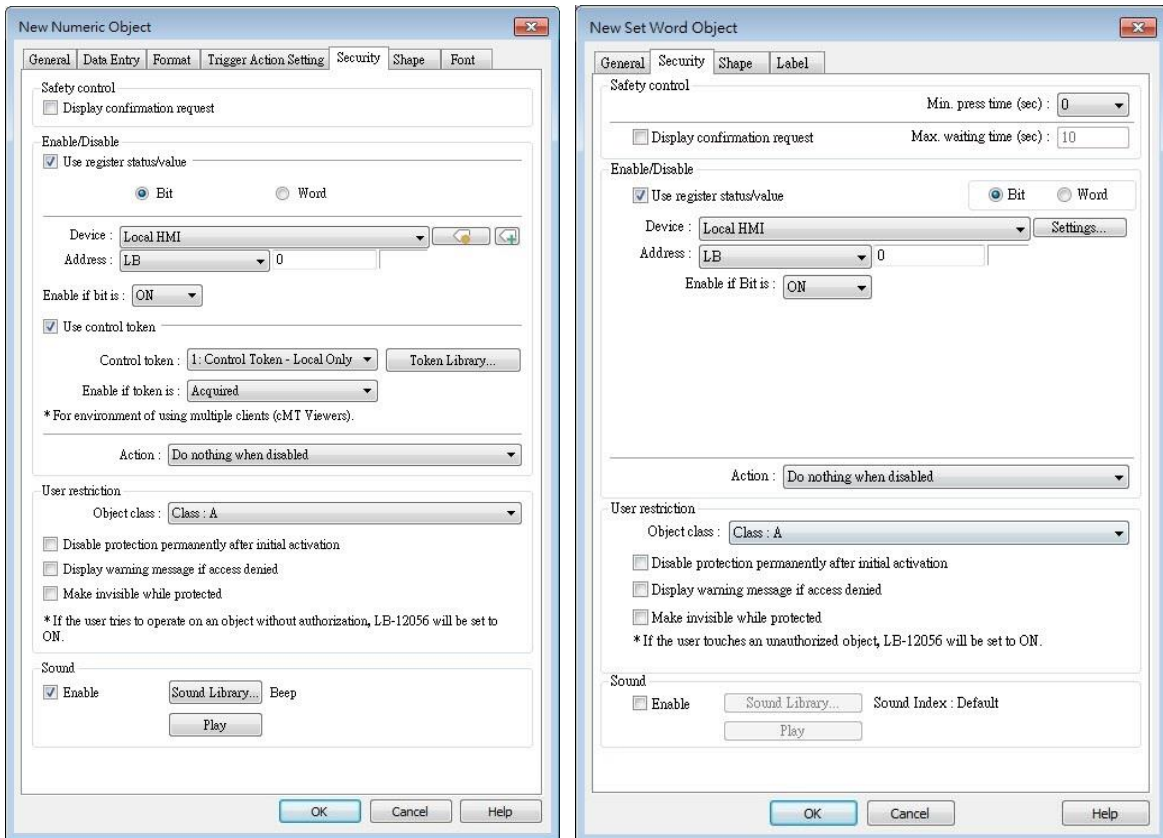 New Numeric Object
General Data Entry Format Trigger Action Setting Security Shape Font
Safety control
Display confirmation request
Enable/Disable
Use register status/value
Bit Word
Device : Local HMI
Address : LB 0
Enable if bit is : ON
Use control token
Control token : 1: Control Token - Local Only Token Library...
Enable if token is : Acquired
* For environment of using multiple clients (cMT Viewers).
Action : Do nothing when disabled
User restriction
Object class : Class : A
Disable protection permanently after initial activation
Display warning message if access denied
Make invisible while protected
* If the user tries to operate on an object without authorization, LB-12056 will be set to
ON.
Sound
Enable Sound Library... Beep
Play
OK Cancel Help
New Set Word Object
General Security Shape Label
Safety control
Min. press time (sec) : 0
Display confirmation request Max. waiting time (sec) : 10
Enable/Disable
Use register status/value Bit Word
Device : Local HMI Settings...
Address : LB 0
Enable if Bit is : ON
Action : Do nothing when disabled
User restriction
Object class : Class : A
Disable protection permanently after initial activation
Display warning message if access denied
Make invisible while protected
* If the user touches an unauthorized object, LB-12056 will be set to ON.
Sound
Enable Sound Library... Sound Index : Default
Play
OK Cancel Help